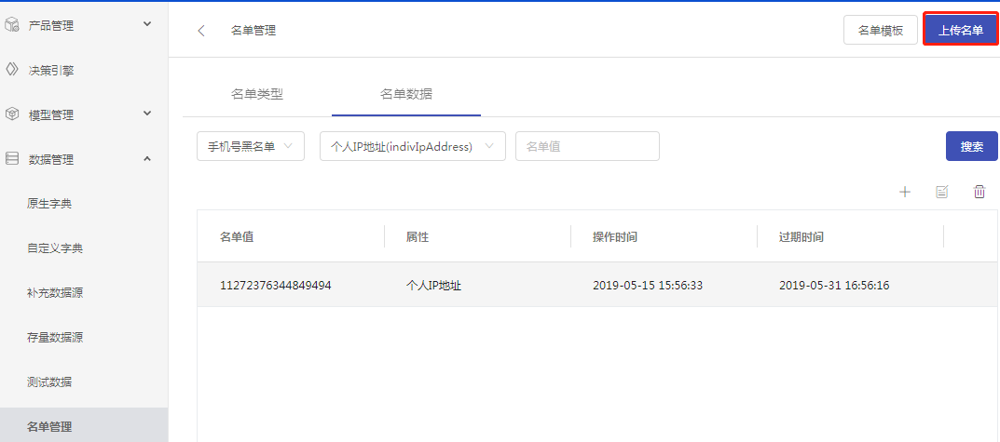 产品管理
决策引擎
模型管理
数据管理
原生字典
自定义字典
补充数据源
存量数据源
测试数据
名单管理
名单管理
名单模板
上传名单
名单类型
名单数据
手机号黑名单
个人IP地址(indivIpAddress)
名单值
搜索
名单值 属性 操作时间 过期时间
11272376344849494 个人IP地址 2019-05-15 15:56:33 2019-05-31 16:56:16